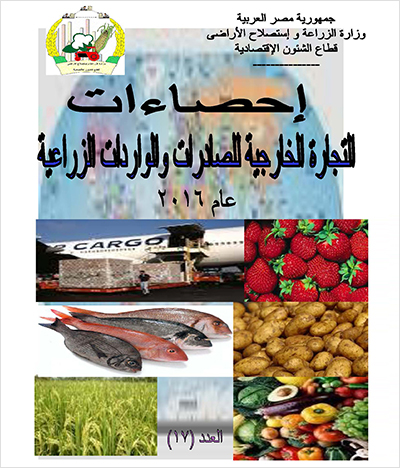 جمهورية مصر العربية
وزارة الزراعة و إستصلاح الأراضى
قطاع الشئون الإقتصادية
إحصاءات
التجارة الخارجية للصادرات والواردات الزراعية
عام ٢٠١٦
CARGO
العدد (١٧)